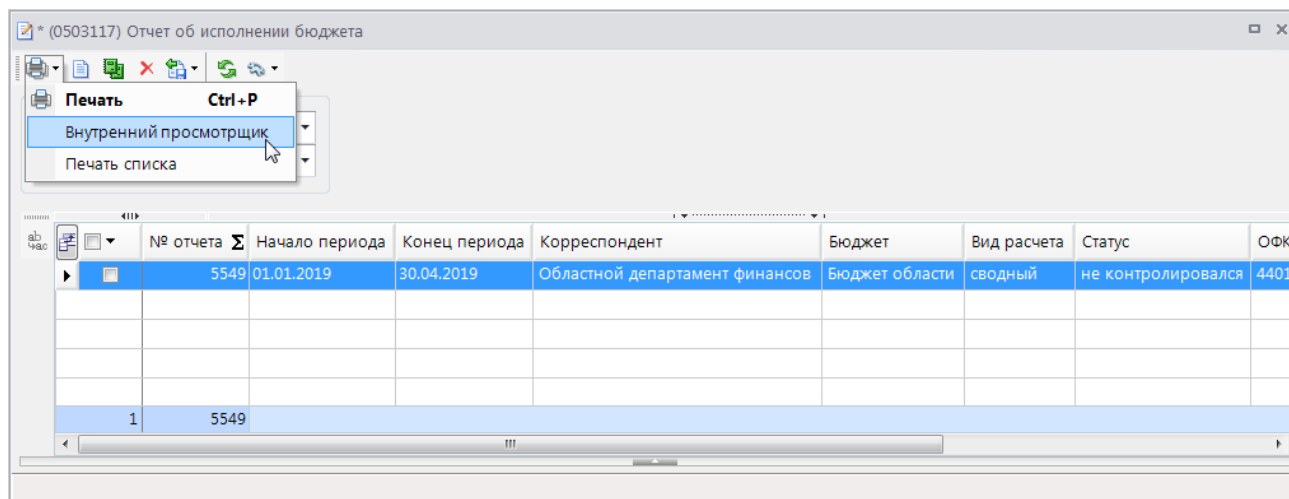 * (0503117) Отчет об исполнении бюджета
Печать Ctrl+P
Внутренний просмотрщик
Печать списка
ab
ac
№ отчета Σ Начало периода Конец периода Корреспондент Бюджет Вид расчета Статус ОФК
5549 01.01.2019 30.04.2019 Областной департамент финансов Бюджет области сводный не контролировался 4401
1 5549